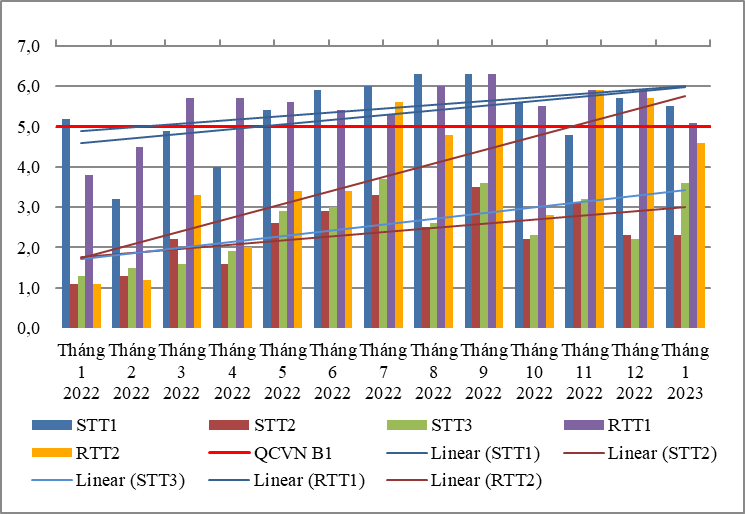 7,0
6,0
5,0
4,0
3,0
2,0
1,0
0,0
Tháng Tháng Tháng Tháng Tháng Tháng Tháng Tháng Tháng Tháng Tháng Tháng Tháng
1 2 3 4 5 6 7 8 9 10 11 12 1
2022 2022 2022 2022 2022 2022 2022 2022 2022 2022 2022 2022 2023
STT1 STT2 STT3 RTT1
RTT2 QCVN B1 Linear (STT1) Linear (STT2)
Linear (STT3) Linear (RTT1) Linear (RTT2)